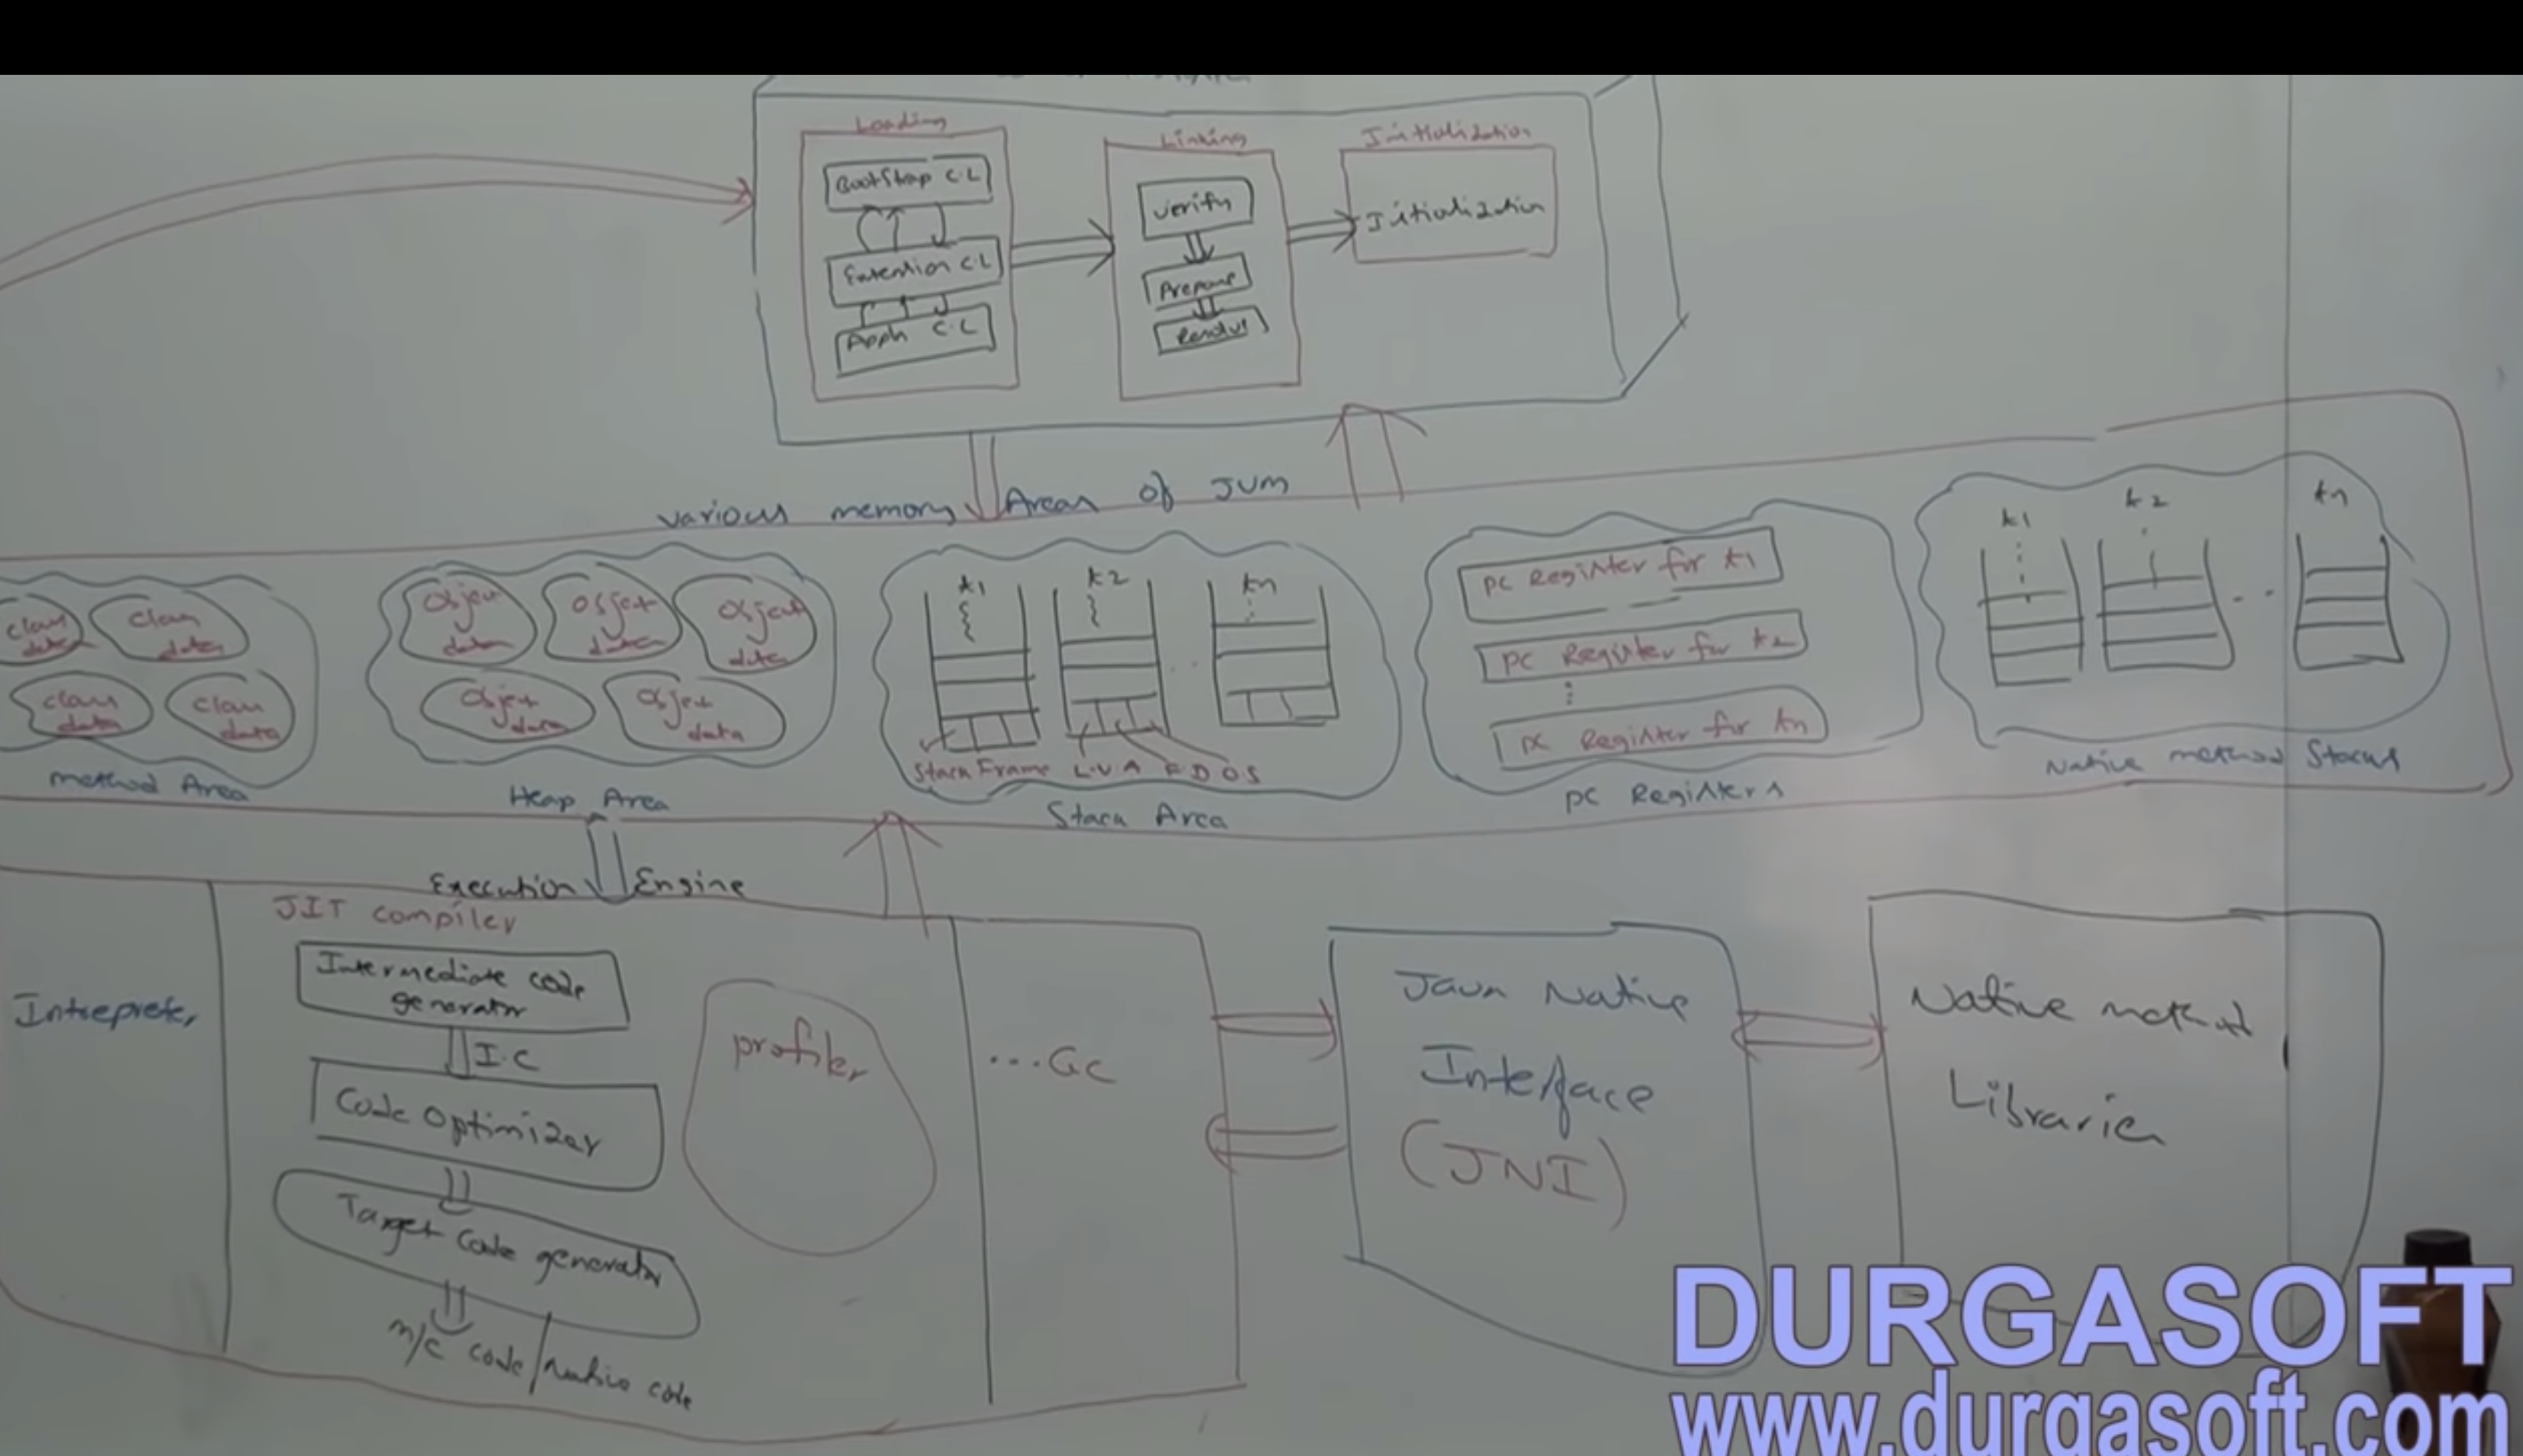 Loading
Linking
Initialization
Bootstrap C.L
Extention C.L
Appln C.L
Verify
Prepare
Resolve
Initialization
Various memory Areas of JVM
class data
class data
class data
class data
Method Area
Object data
Object data
Object data
Object data
Object data
Heap Area
t1
t2
tn
Stack Frame L.V.A F.D O.S
Stack Area
PC Register for t1
PC Register for t2
PC Register for tn
PC Registers
t1
t2
tn
Native method Stacks
Execution Engine
Intrepreter
JIT compiler
Intermediate code
generator
I.C
Code Optimizer
Target Code generator
m/c code/native code
profiler
...GC
Java Native
Interface
(JNI)
Native method
Libraries
DURGASOFT
www.durgasoft.com